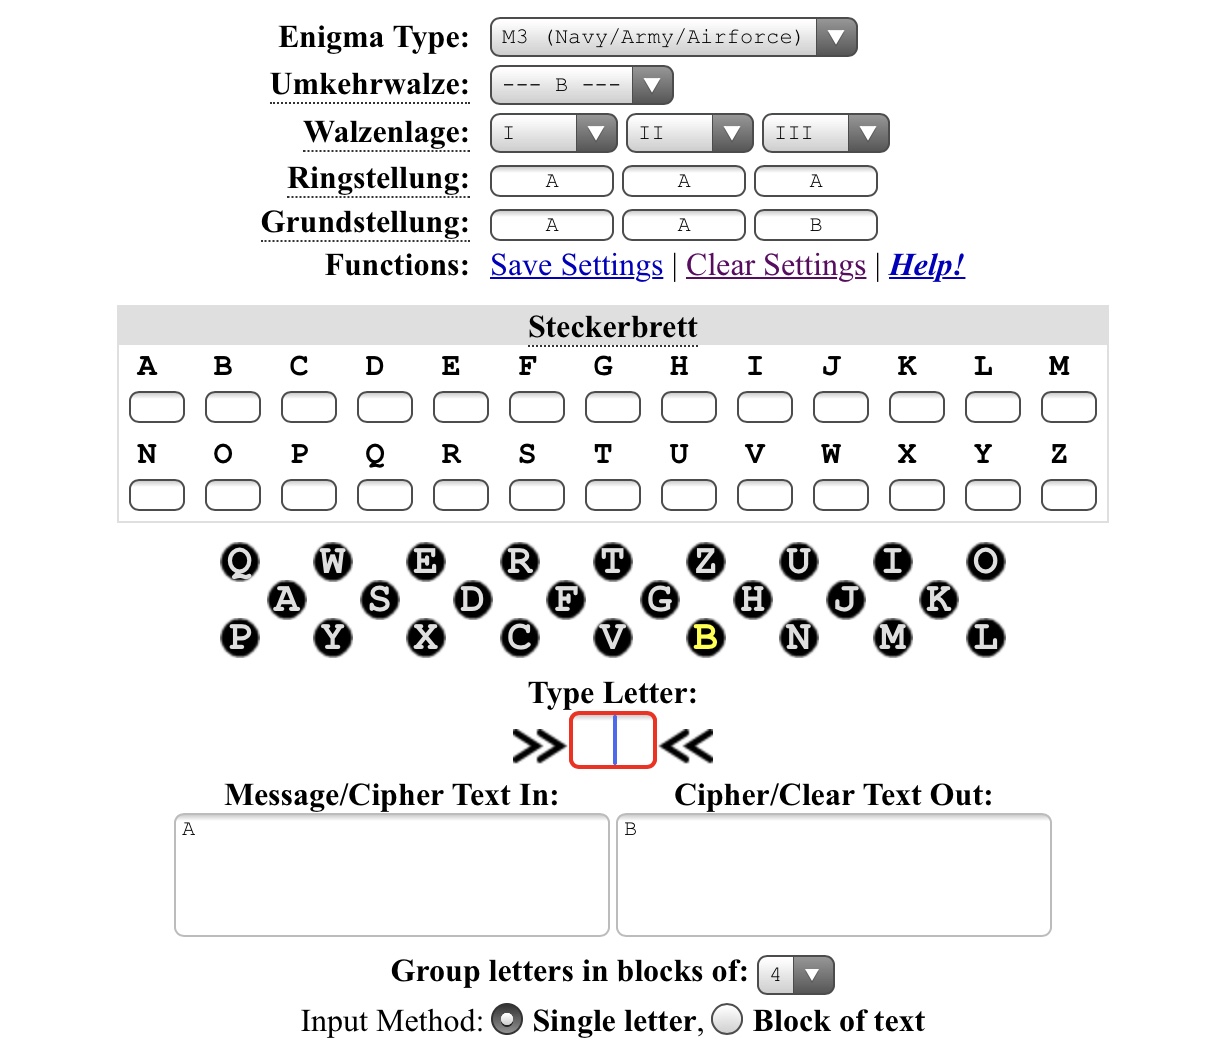 Enigma Type: M3 (Navy/Army/Airforce)
Umkehrwalze: --- B ---
Walzenlage: I II III
Ringstellung: A A A
Grundstellung: A A B
Functions: Save Settings | Clear Settings | Help!
Steckerbrett
A B C D E F G H I J K L M
N O P Q R S T U V W X Y Z
Q W E R T Z U I O
A S D F G H J K
P Y X C V B N M L
Type Letter:
>> <<
Message/Cipher Text In: Cipher/Clear Text Out:
A B
Group letters in blocks of: 4
Input Method: Single letter, Block of text